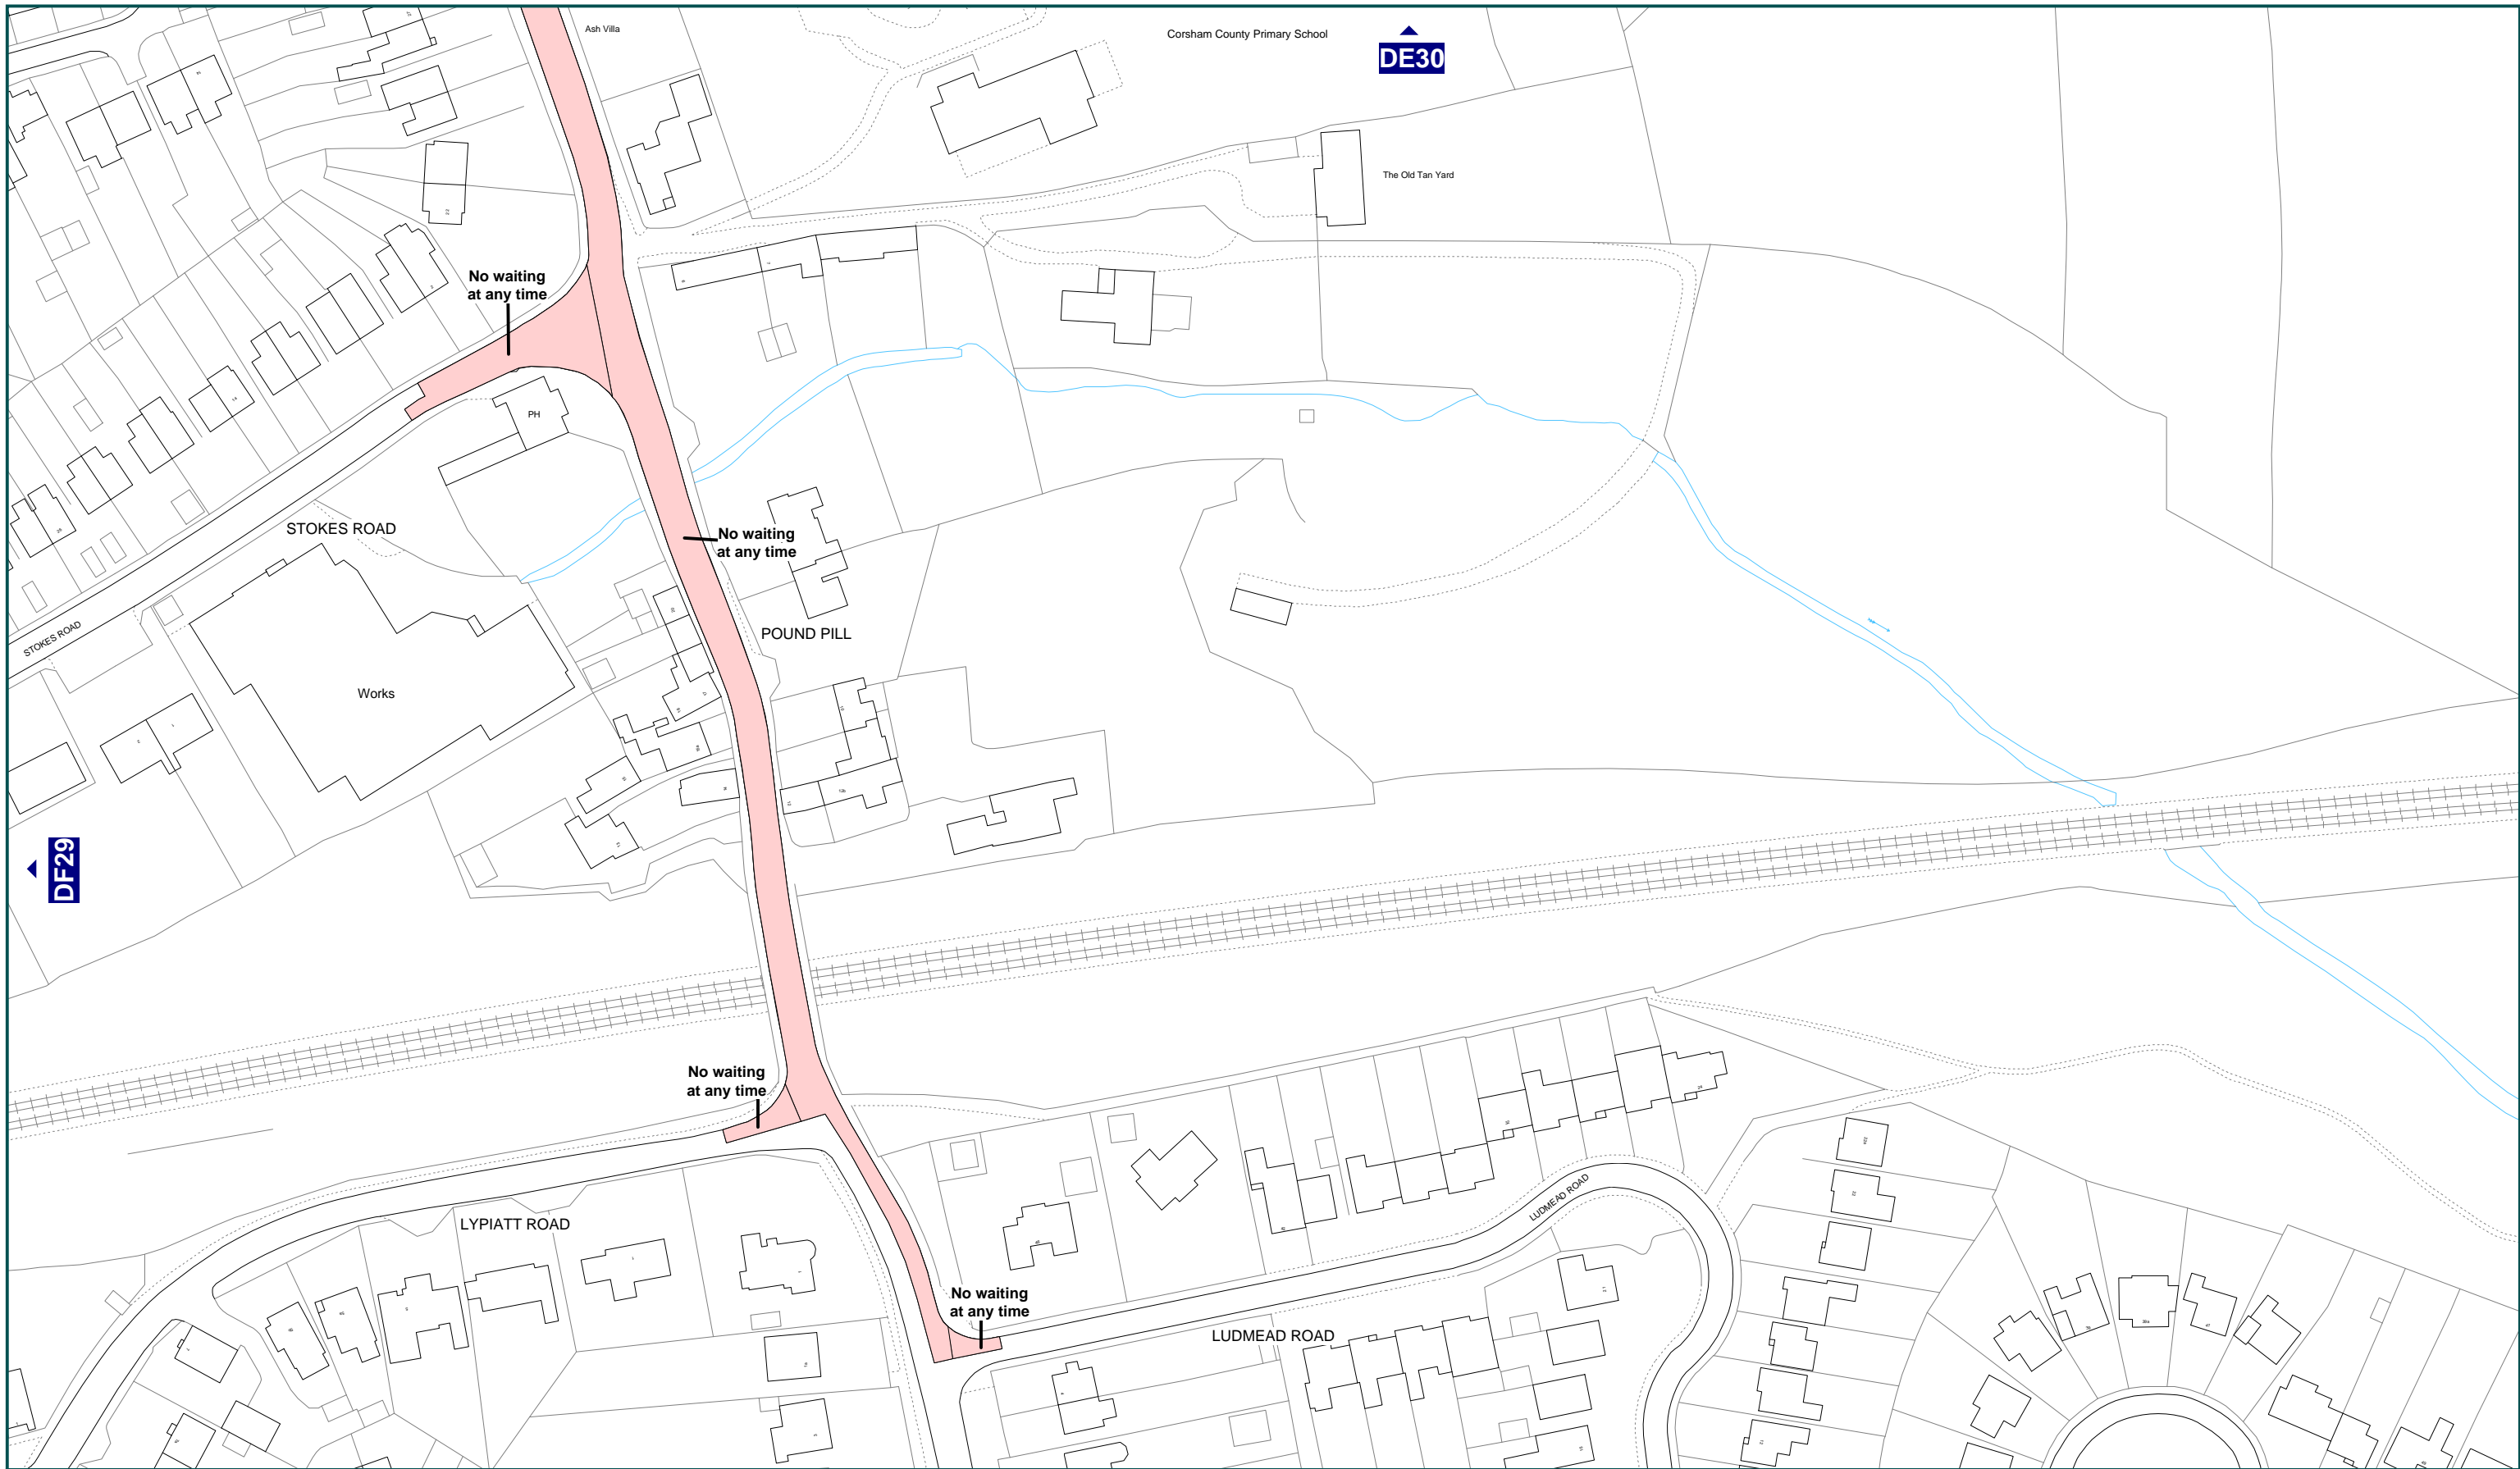 Ash Villa
Corsham County Primary School
DE30
The Old Tan Yard
22
No waiting
at any time
PH
STOKES ROAD
No waiting
at any time
STOKES ROAD
POUND PILL
Works
DF29
No waiting
at any time
LUDMEAD ROAD
LYPIATT ROAD
No waiting
at any time
LUDMEAD ROAD